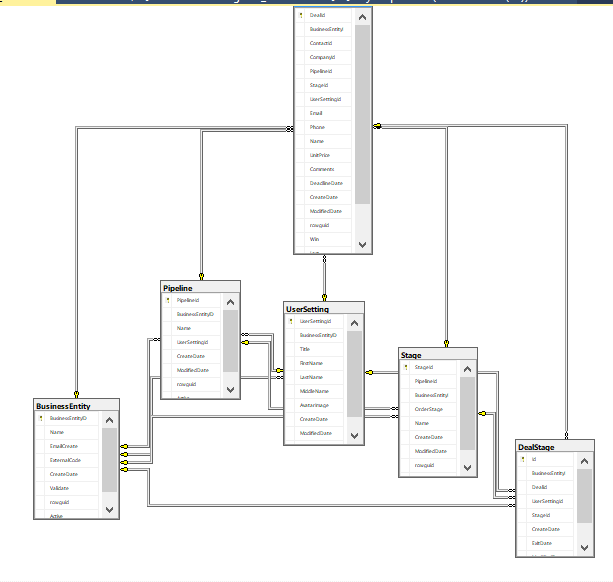 DealId
BusinessEntityI
ContactId
CompanyId
PipelineId
StageId
UserSettingId
Email
Phone
Name
UnitPrice
Comments
DeadlineDate
CreateDate
ModifiedDate
rowguid
Win
Pipeline
PipelineId
BusinessEntityID
Name
UserSettingId
CreateDate
ModifiedDate
rowguid
Active
UserSetting
UserSettingId
BusinessEntityID
Title
FirstName
LastName
MiddleName
AvatarImage
CreateDate
ModifiedDate
Stage
StageId
PipelineId
BusinessEntityI
OrderStage
Name
CreateDate
ModifiedDate
rowguid
BusinessEntity
BusinessEntityID
Name
EmailCreate
ExternalCode
CreateDate
Validate
rowguid
Active
DealStage
Id
BusinessEntityI
DealId
UserSettingId
StageId
CreateDate
ExitDate